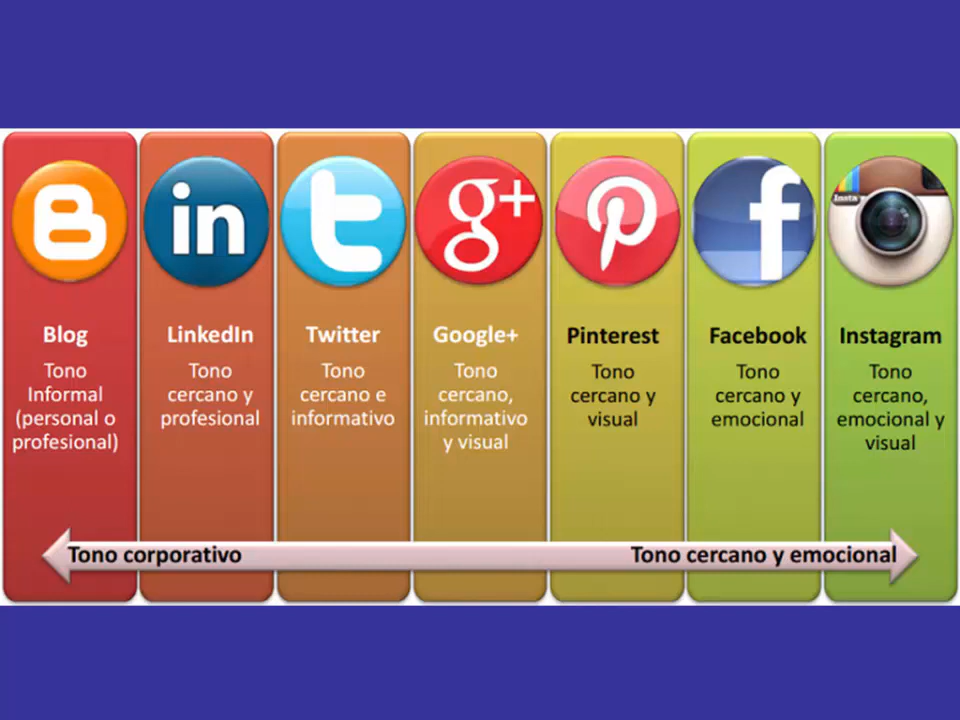 Blog
Tono
Informal
(personal o
profesional)
LinkedIn
Tono
cercano y
profesional
Twitter
Tono
cercano e
informativo
Google+
Tono
cercano,
informativo
y visual
Pinterest
Tono
cercano y
visual
Facebook
Tono
cercano y
emocional
Insta
Instagram
Tono
cercano,
emocional y
visual
Tono corporativo
Tono cercano y emocional